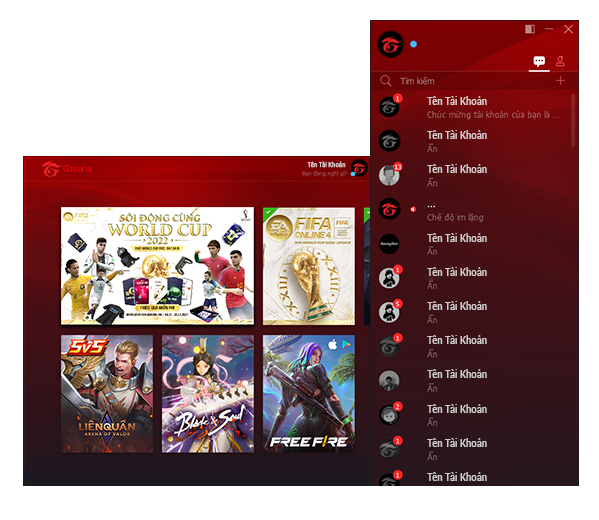 Garena
Tên Tài Khoản
Bạn đang nghĩ gì?
SÔI ĐỘNG CÙNG
WORLD CUP
2022
EA
SPORTS
FIFA
ONLINE 4
FIFA
5V5
LIÊNQUÂN
ARENA OF VALOR
Blade & Soul
FREE FIRE
Tìm kiếm
1
Tên Tài Khoản
Chúc mừng tài khoản của bạn là ...
Tên Tài Khoản
Ẩn
13
Tên Tài Khoản
Ẩn
...
Chế độ im lặng
Tên Tài Khoản
Ẩn
1
Tên Tài Khoản
Ẩn
5
Tên Tài Khoản
Ẩn
1
Tên Tài Khoản
Ẩn
Tên Tài Khoản
Ẩn
2
Tên Tài Khoản
Ẩn
1
Tên Tài Khoản
Ẩn
1
Tên Tài Khoản